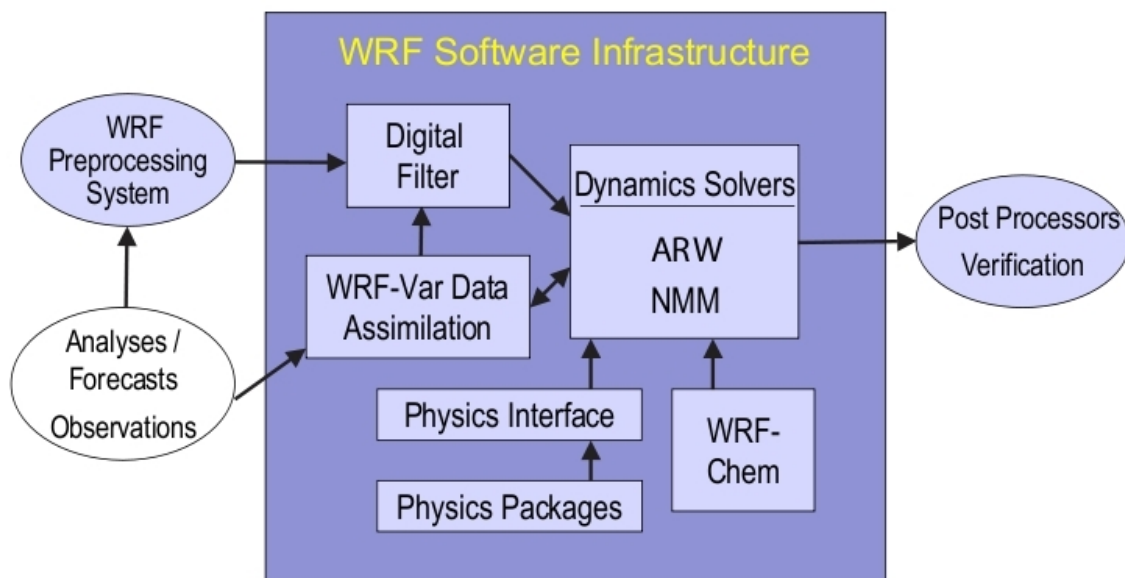 WRF Software Infrastructure
WRF
Preprocessing
System
Digital
Filter
Dynamics Solvers
ARW
NMM
Post Processors
Verification
WRF-Var Data
Assimilation
Analyses /
Forecasts
Observations
Physics Interface
WRF-
Chem
Physics Packages